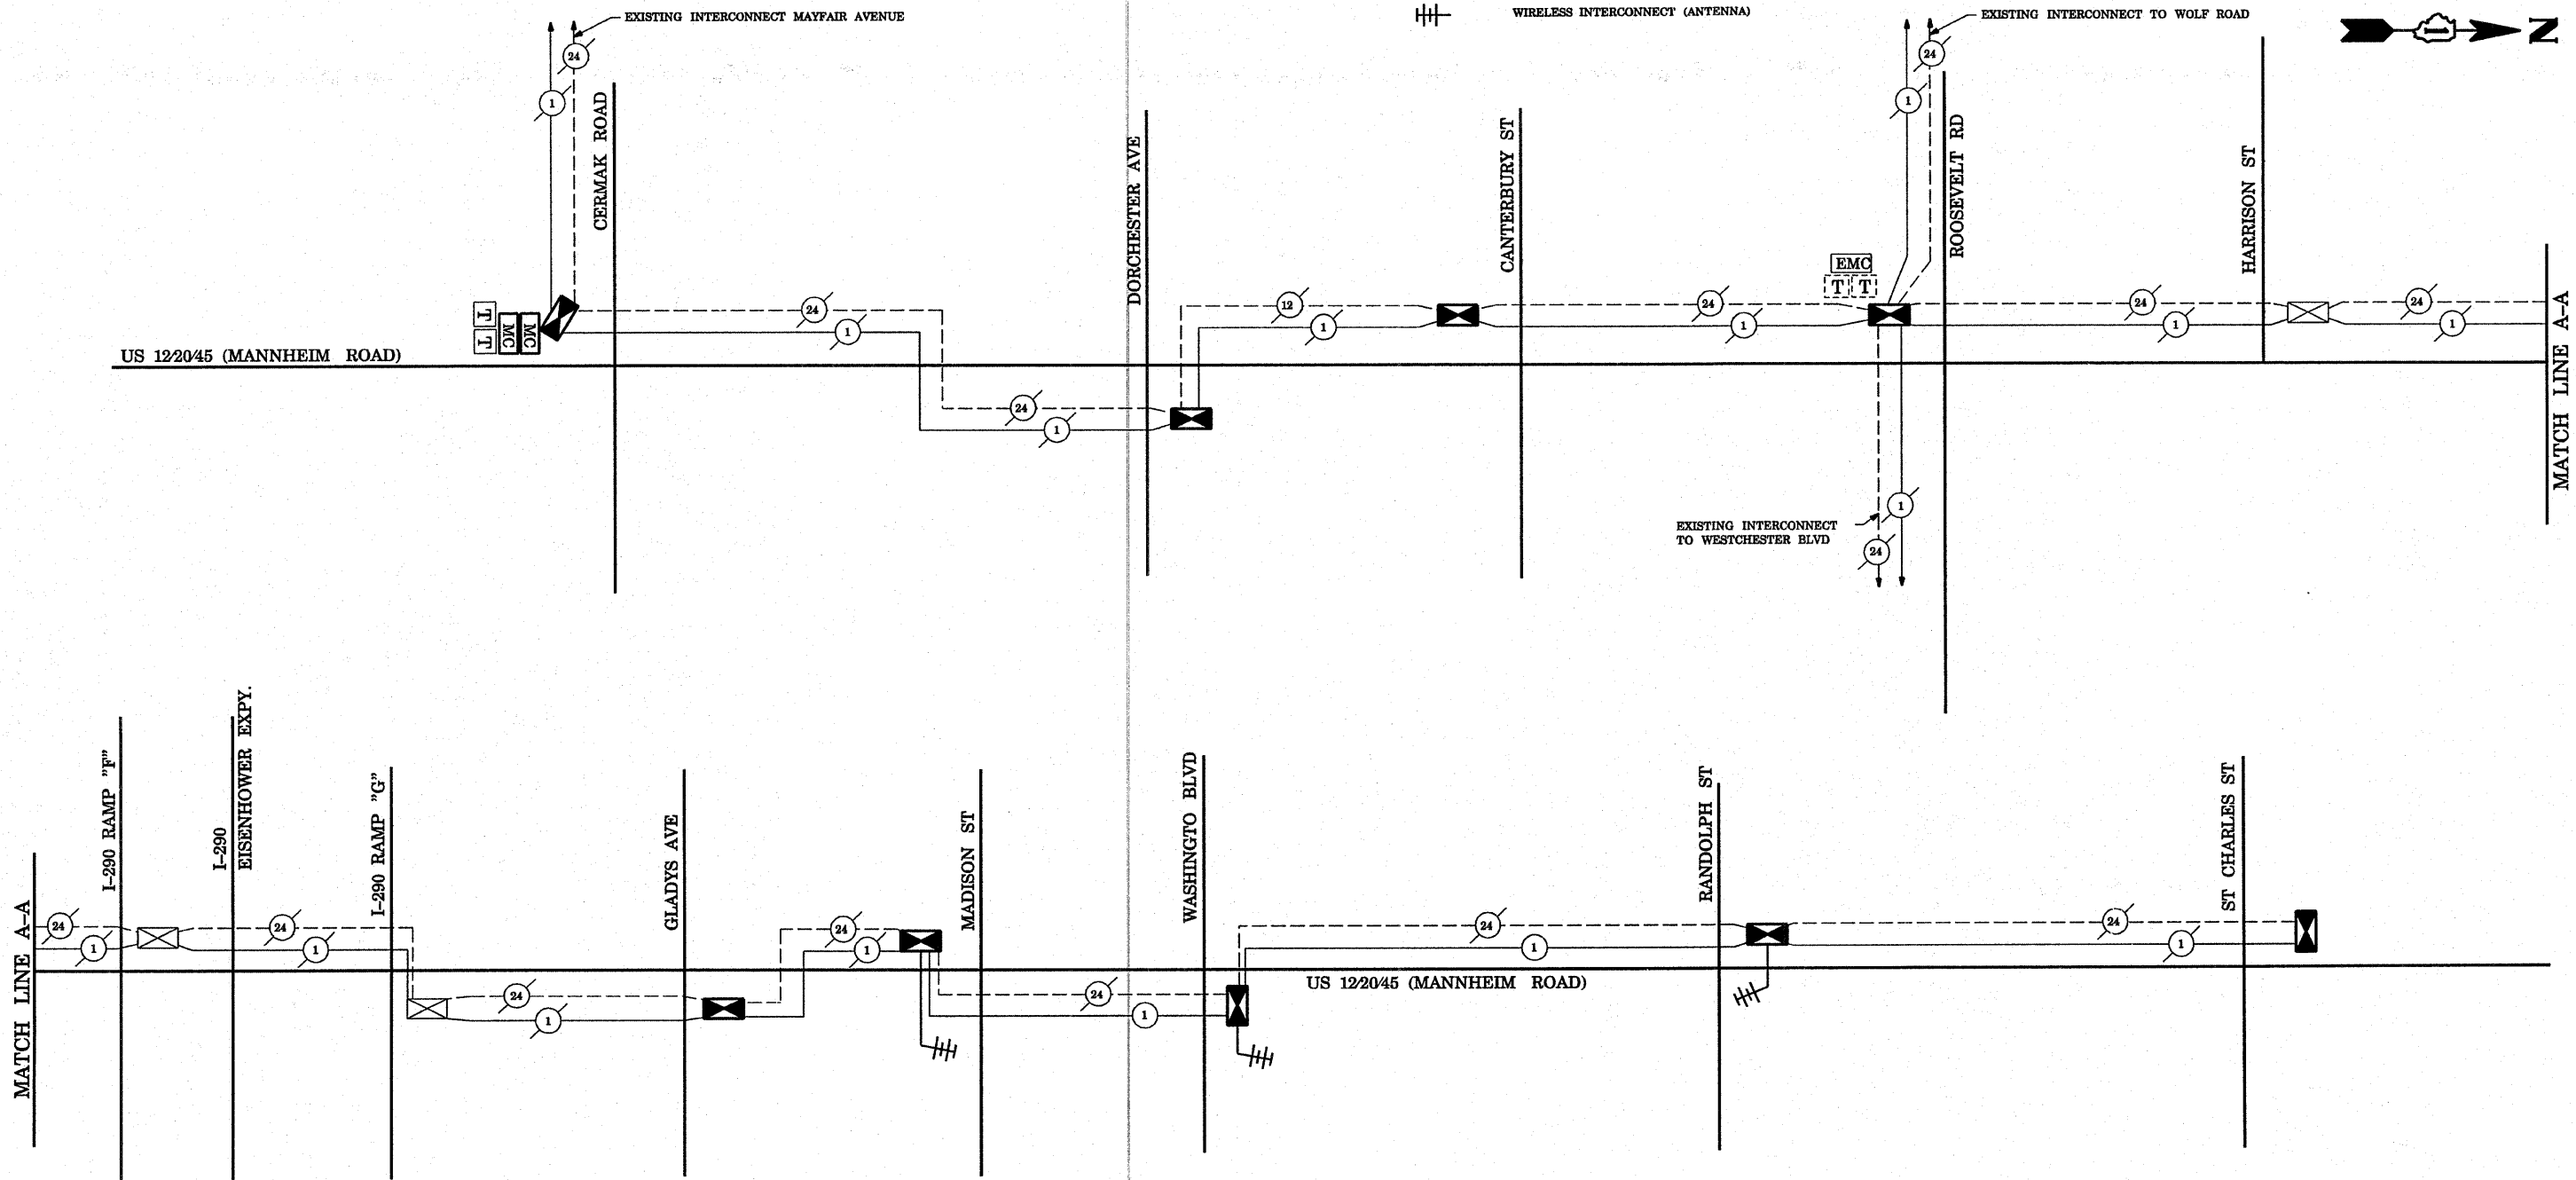 EXISTING INTERCONNECT MAYFAIR AVENUE
WIRELESS INTERCONNECT (ANTENNA)
EXISTING INTERCONNECT TO WOLF ROAD
N
1
24
24
1
1
CERMAK ROAD
DORCHESTER AVE
CANTERBURY ST
ROOSEVELT RD
HARRISON ST
MATCH LINE A-A
EMC
T T
T T
MC MC
24
1
12
1
24
1
24
1
24
1
US 12/20/45 (MANNHEIM ROAD)
24
1
1
EXISTING INTERCONNECT
TO WESTCHESTER BLVD
24
MATCH LINE A-A
I-290 RAMP "F"
I-290
EISENHOWER EXPY.
I-290 RAMP "G"
GLADYS AVE
MADISON ST
WASHINGTO BLVD
RANDOLPH ST
ST CHARLES ST
24
1
24
1
24
1
24
1
24
1
24
1
24
1
US 12/20/45 (MANNHEIM ROAD)